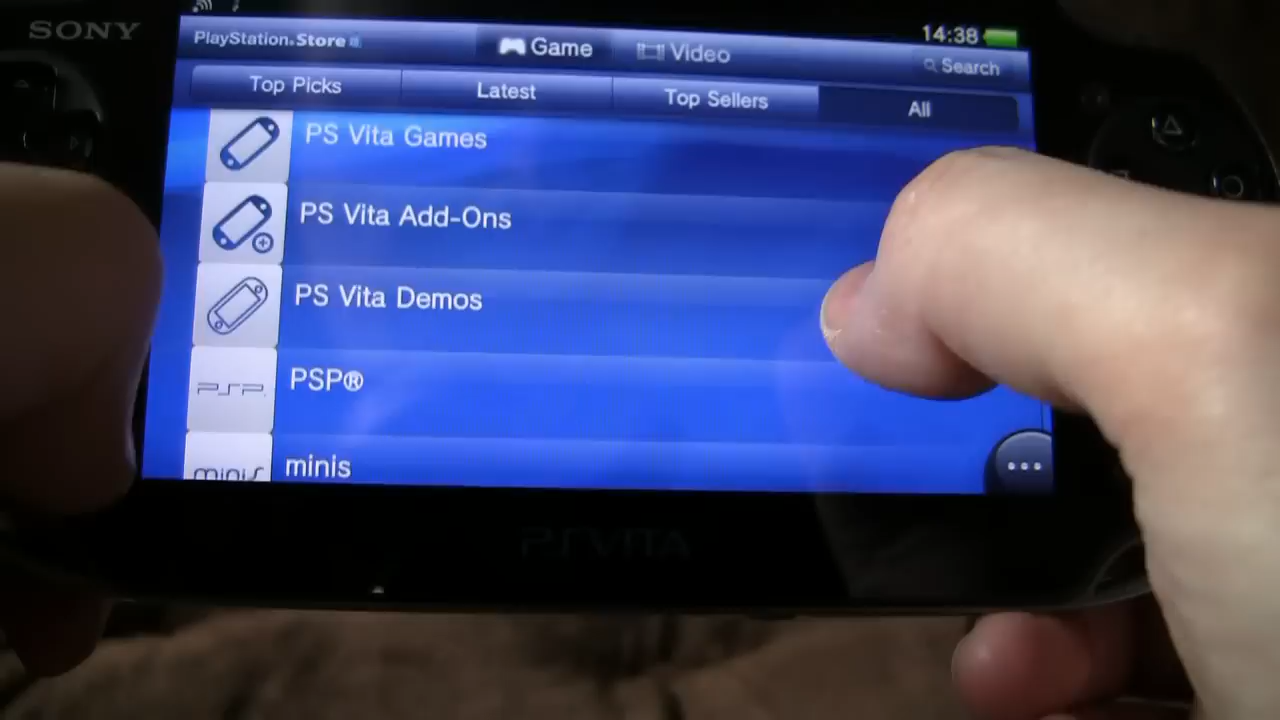 SONY
14:38
PlayStation®Store
Game
Video
Search
Top Picks
Latest
Top Sellers
All
PS Vita Games
PS Vita Add-Ons
PS Vita Demos
PSP
PSP®
minis
minis
PSVITA